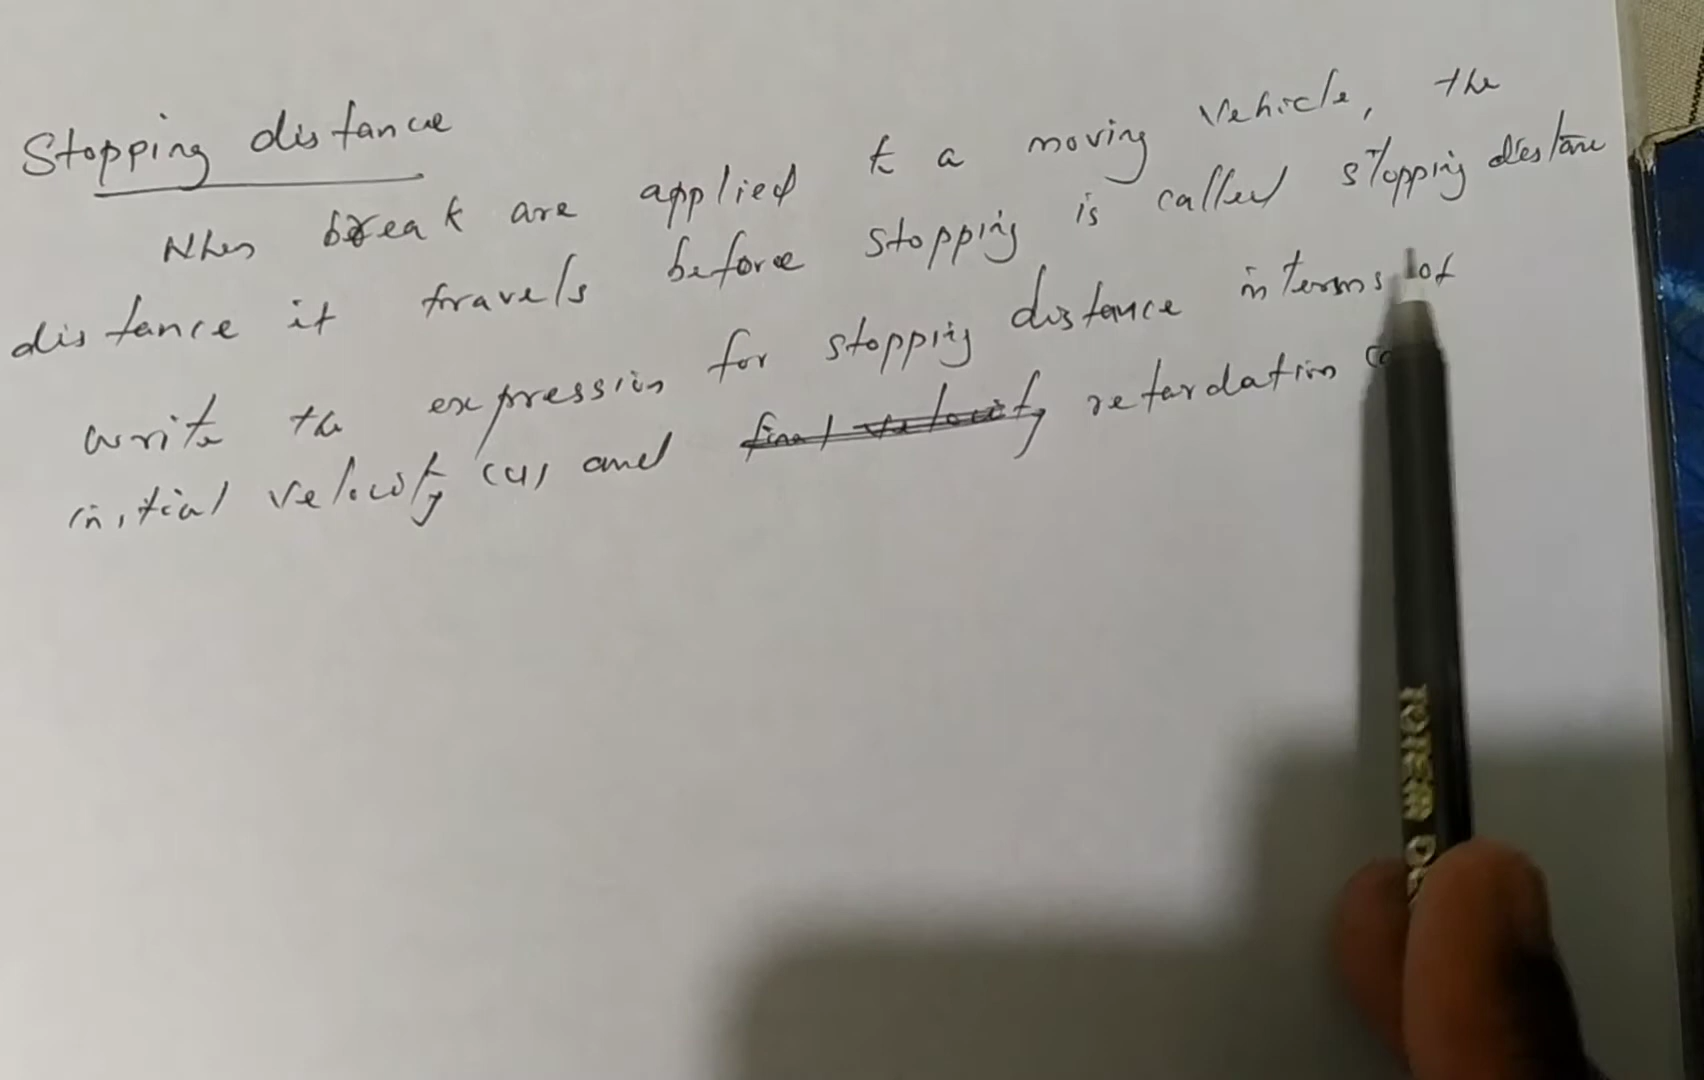 Stopping distance
When break are applied to a moving vehicle, the
distance it travels before stopping is called stopping distance
write the expression for stopping distance in terms of
initial velocity (u) and final velocity retardation (a
TOREM